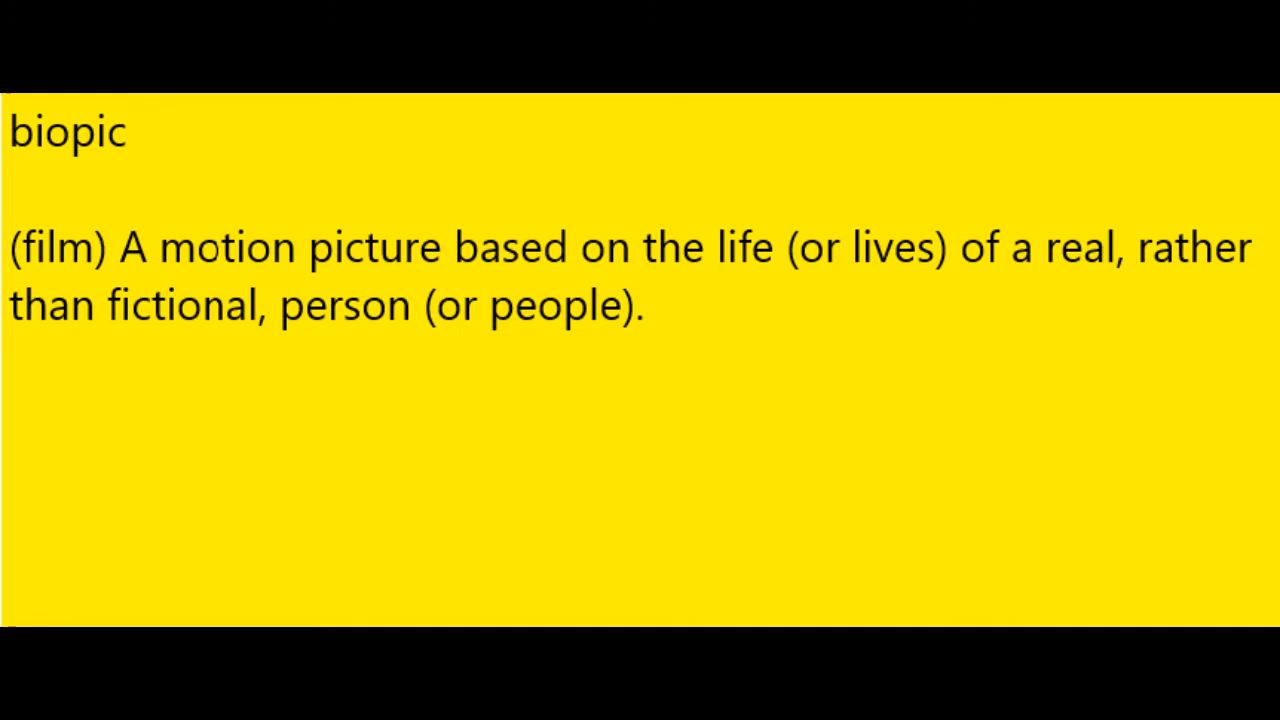 biopic
(film) A motion picture based on the life (or lives) of a real, rather
than fictional, person (or people).